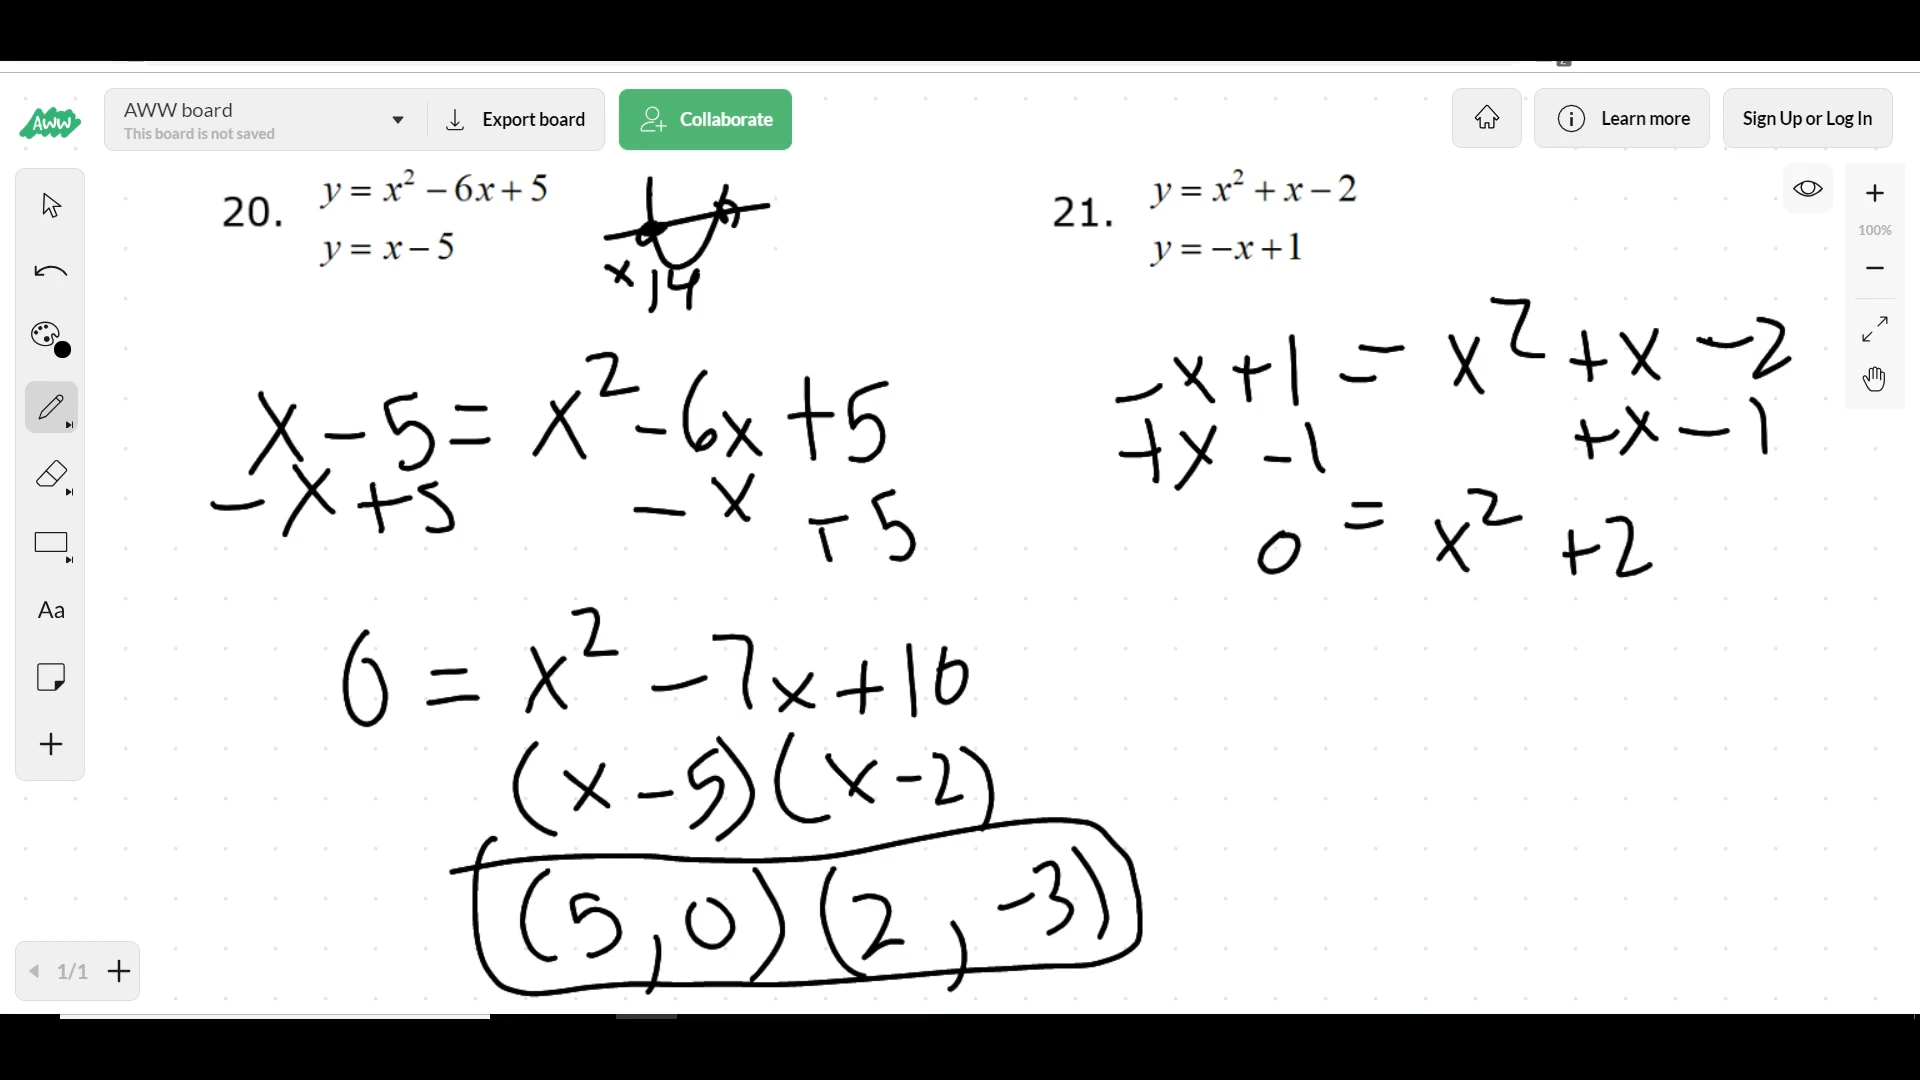 AWW
AWW board
This board is not saved
Export board
Collaborate
Learn more
Sign Up or Log In
100%
20. y = x² − 6x + 5
y = x − 5
x 14
x − 5 = x² − 6x + 5
− x + 5 − x + 5
0 = x² − 7x + 10
(x − 5)(x − 2)
(5, 0) (2, −3)
21. y = x² + x − 2
y = −x + 1
−x + 1 = x² + x − 2
+x − 1 +x − 1
0 = x² + 2
Aa
1/1